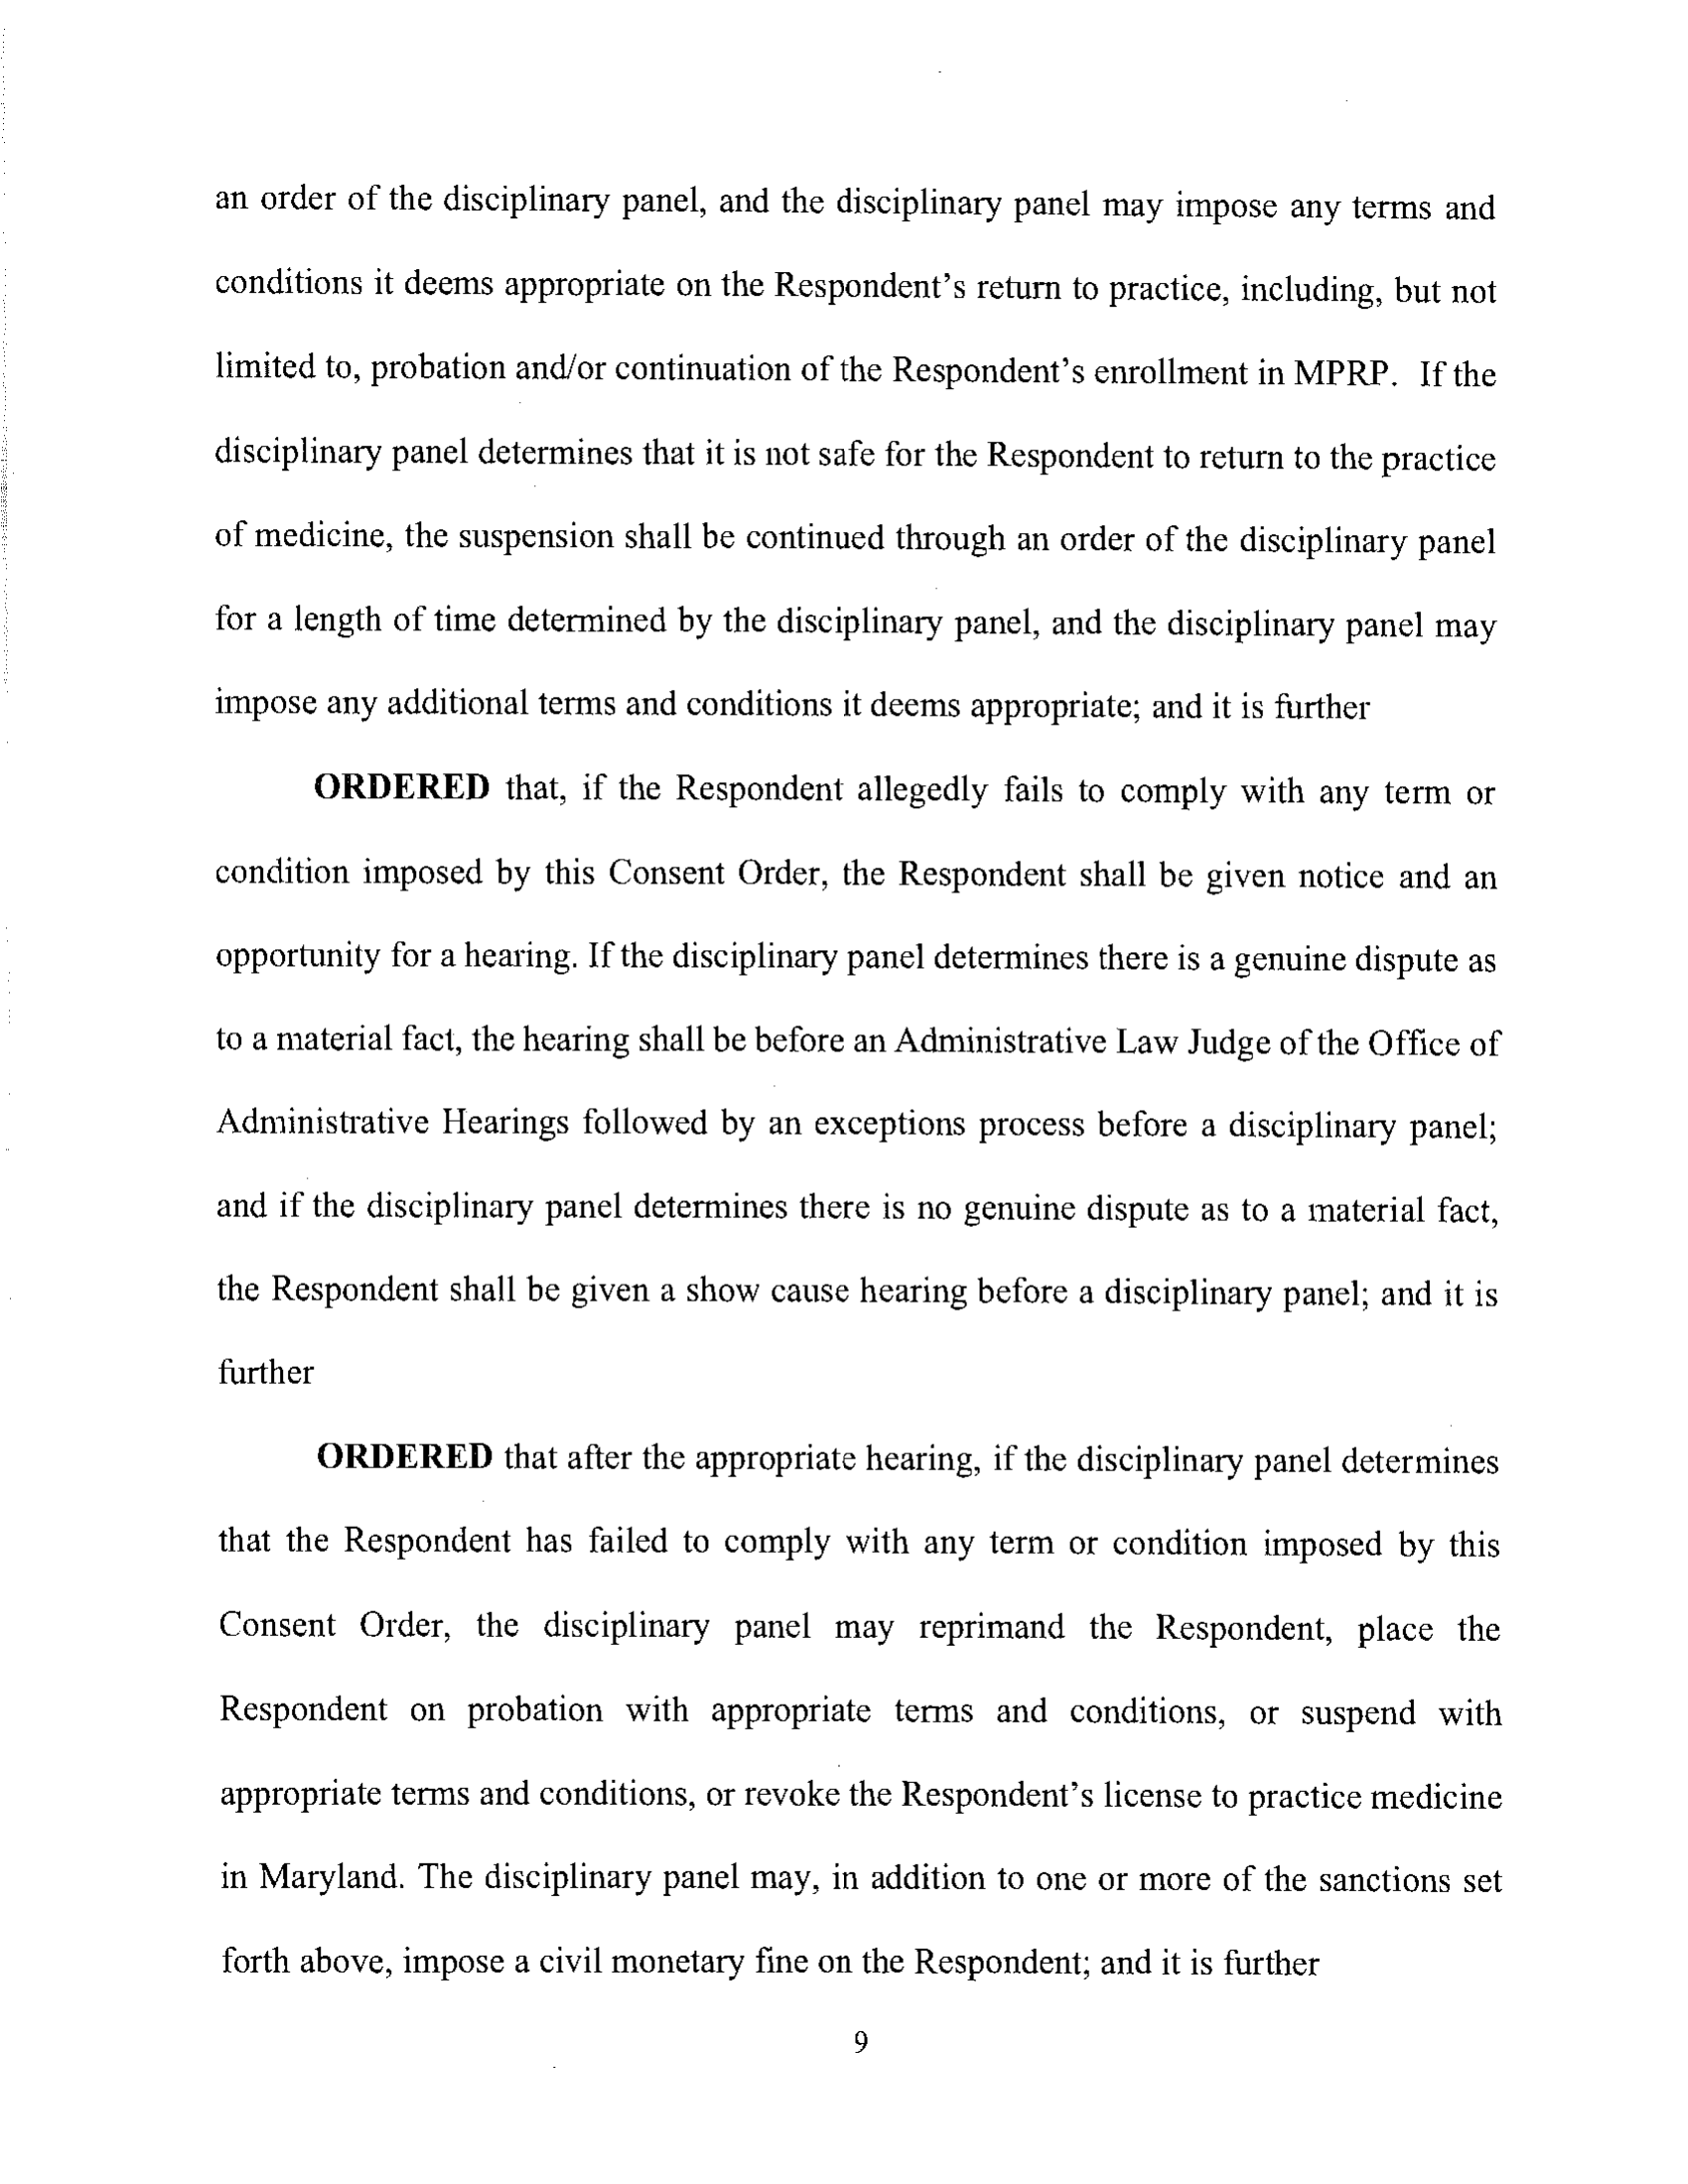 an order of the disciplinary panel, and the disciplinary panel may impose any terms and
conditions it deems appropriate on the Respondent's return to practice, including, but not
limited to, probation and/or continuation of the Respondent's enrollment in MPRP. If the
disciplinary panel determines that it is not safe for the Respondent to return to the practice
of medicine, the suspension shall be continued through an order of the disciplinary panel
for a length of time determined by the disciplinary panel, and the disciplinary panel may
impose any additional terms and conditions it deems appropriate; and it is further
ORDERED that, if the Respondent allegedly fails to comply with any term or
condition imposed by this Consent Order, the Respondent shall be given notice and an
opportunity for a hearing. If the disciplinary panel determines there is a genuine dispute as
to a material fact, the hearing shall be before an Administrative Law Judge of the Office of
Administrative Hearings followed by an exceptions process before a disciplinary panel;
and if the disciplinary panel determines there is no genuine dispute as to a material fact,
the Respondent shall be given a show cause hearing before a disciplinary panel; and it is
further
ORDERED that after the appropriate hearing, if the disciplinary panel determines
that the Respondent has failed to comply with any term or condition imposed by this
Consent Order, the disciplinary panel may reprimand the Respondent, place the
Respondent on probation with appropriate terms and conditions, or suspend with
appropriate terms and conditions, or revoke the Respondent's license to practice medicine
in Maryland. The disciplinary panel may, in addition to one or more of the sanctions set
forth above, impose a civil monetary fine on the Respondent; and it is further
9